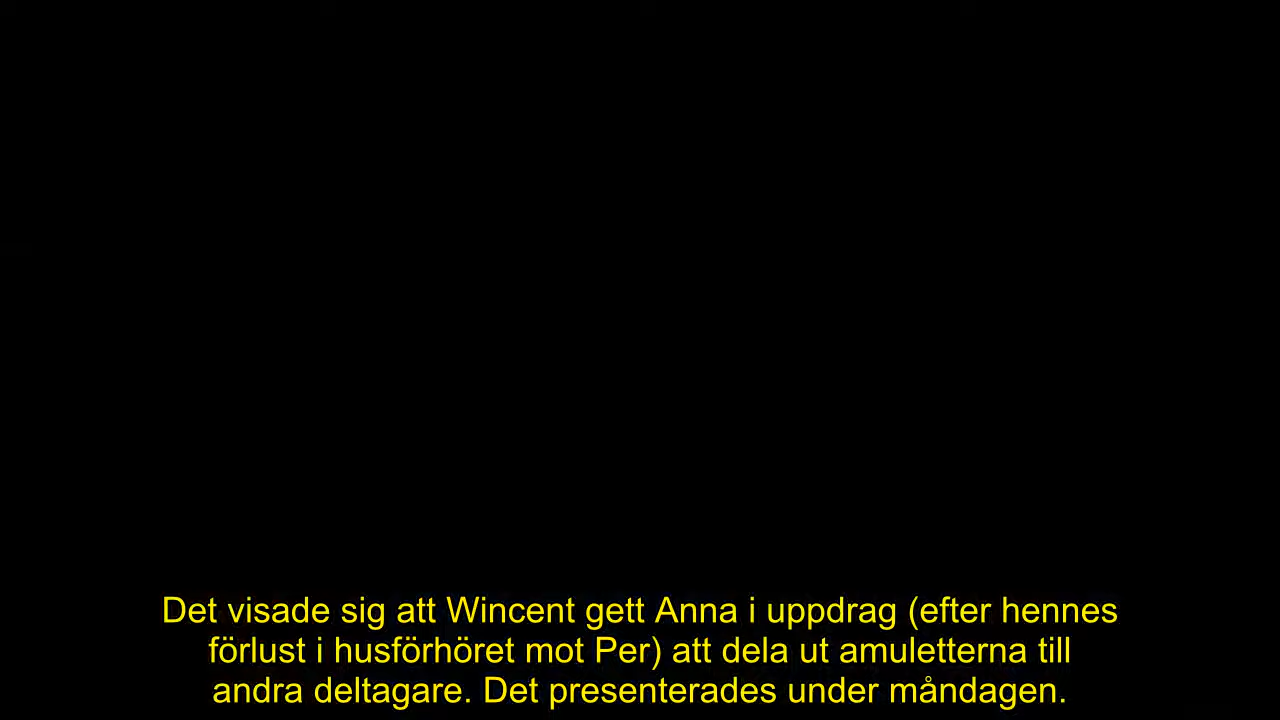 Det visade sig att Wincent gett Anna i uppdrag (efter hennes
förlust i husförhöret mot Per) att dela ut amuletterna till
andra deltagare. Det presenterades under måndagen.